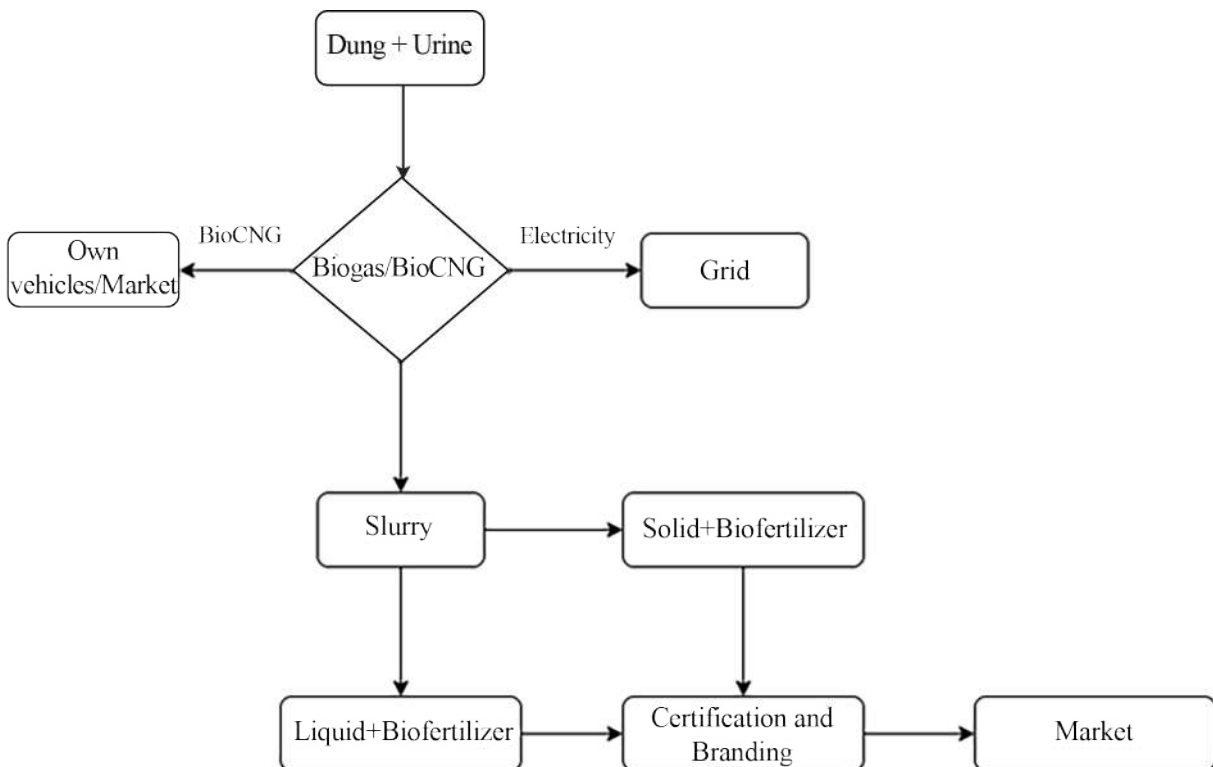 Dung + Urine
BioCNG
Electricity
Own
vehicles/Market
Biogas/BioCNG
Grid
Slurry
Solid+Biofertilizer
Liquid+Biofertilizer
Certification and
Branding
Market